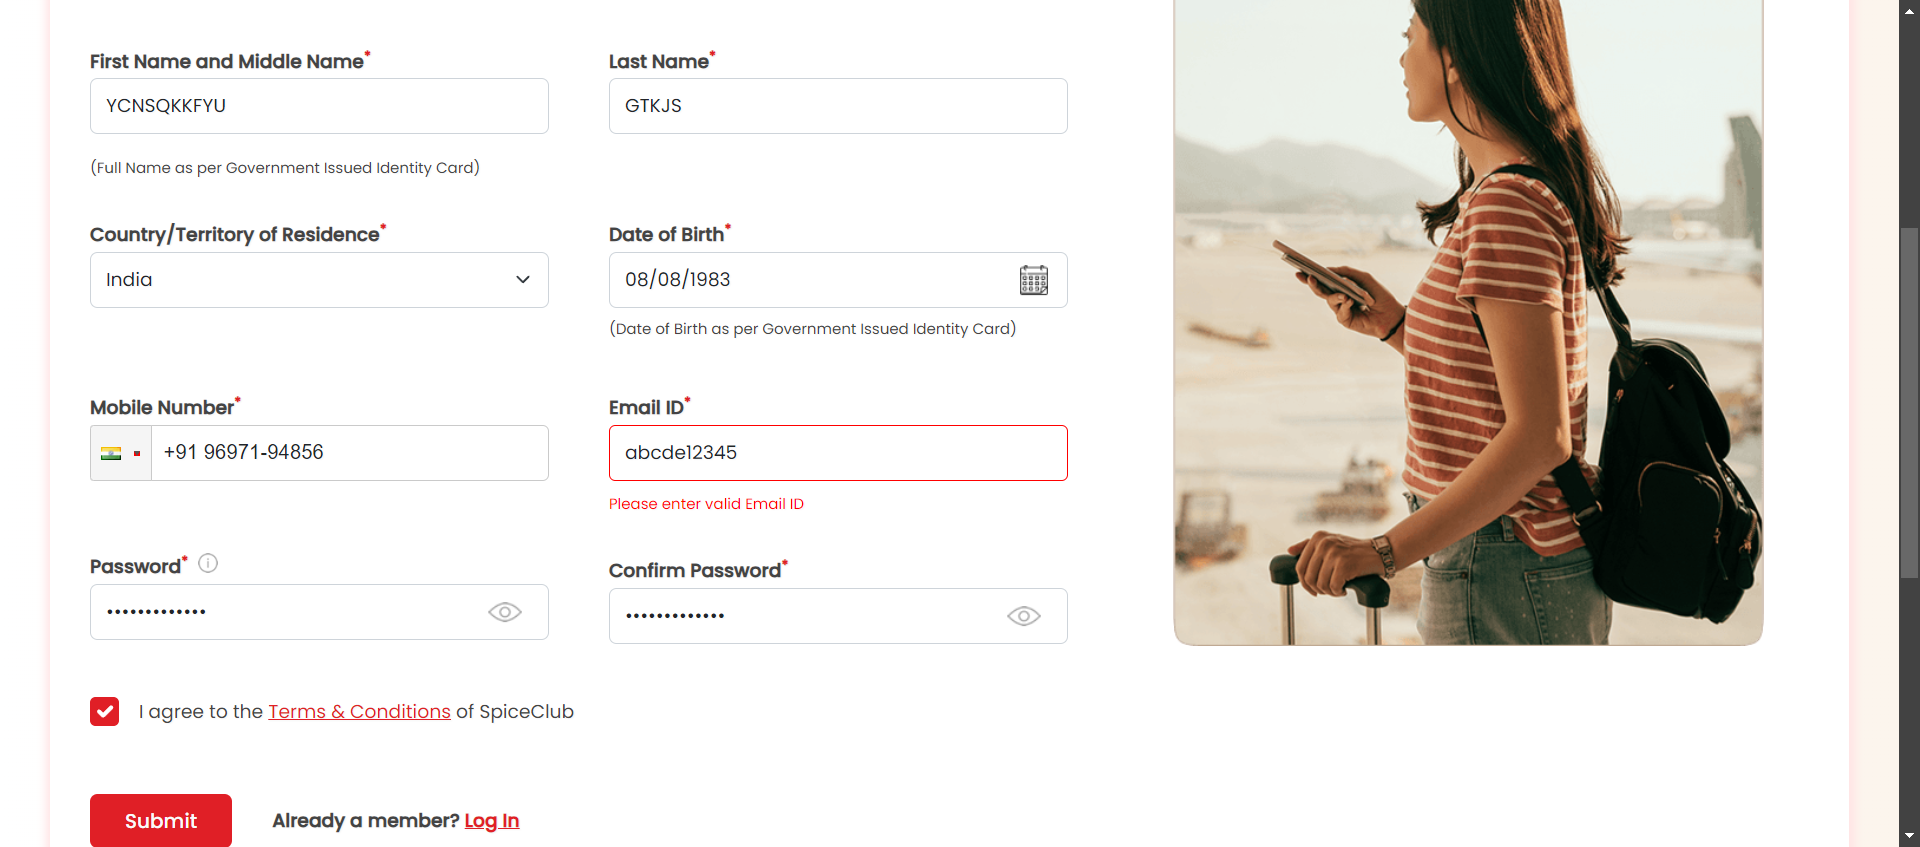 First Name and Middle Name*
YCNSQKKFYU
(Full Name as per Government Issued Identity Card)
Last Name*
GTKJS
Country/Territory of Residence*
India
Date of Birth*
08/08/1983
(Date of Birth as per Government Issued Identity Card)
Mobile Number*
+91 96971-94856
Email ID*
abcde12345
Please enter valid Email ID
Password*
•••••••••••••
Confirm Password*
•••••••••••••
I agree to the Terms & Conditions of SpiceClub
Submit
Already a member? Log In